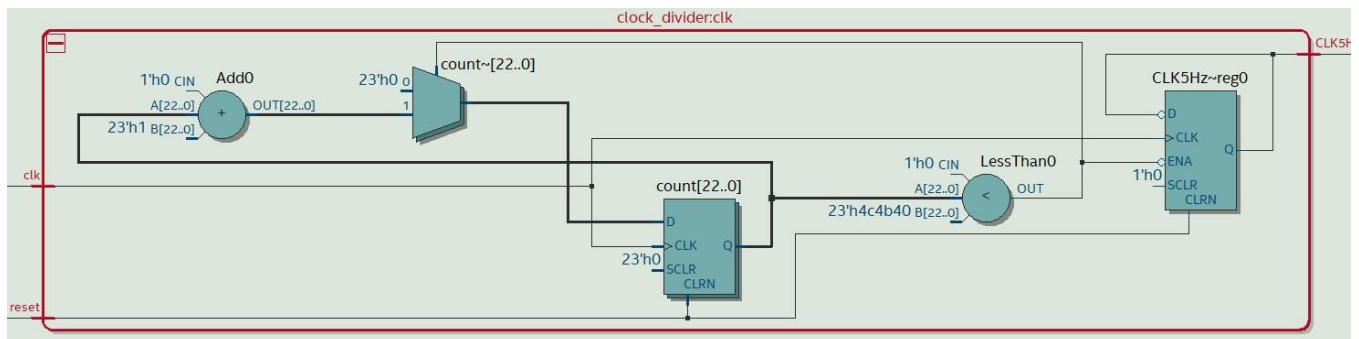 clock_divider:clk
CLK5H
count~[22..0]
Add0
1'h0 CIN
A[22..0]
23'h1 B[22..0]
+
OUT[22..0]
23'h0 0
1
CLK5Hz~reg0
D
CLK
ENA
1'h0
SCLR
CLRN
Q
clk
count[22..0]
D
CLK
23'h0
SCLR
CLRN
Q
LessThan0
1'h0 CIN
A[22..0]
23'h4c4b40 B[22..0]
<
OUT
reset